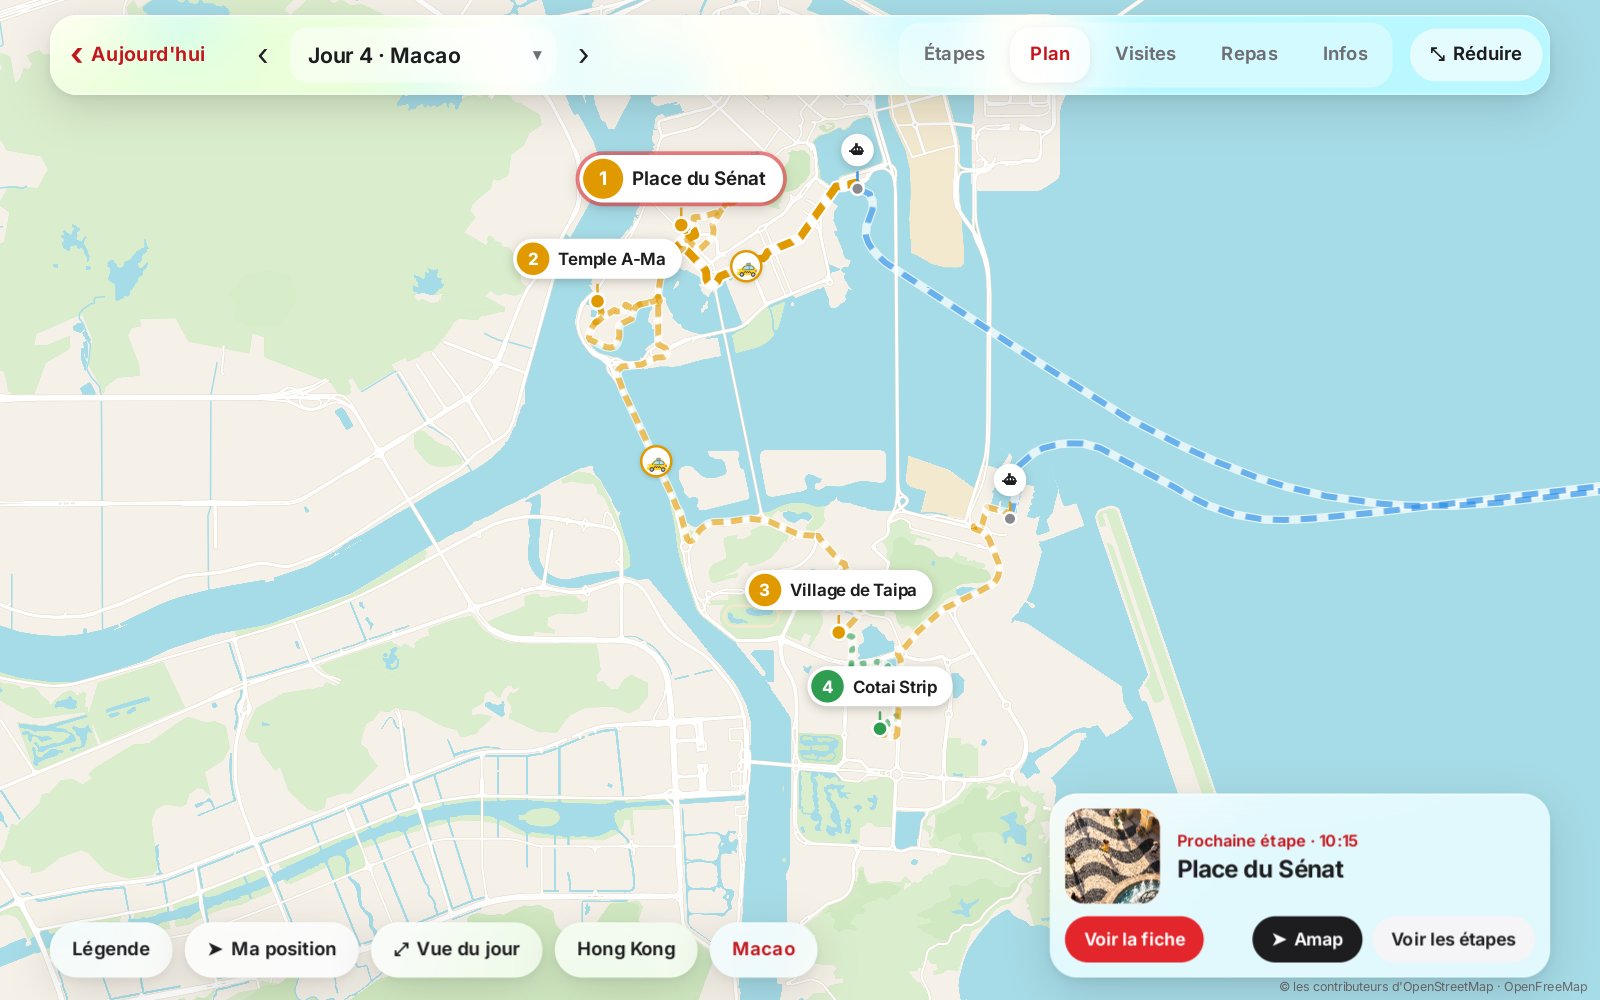 Aujourd'hui
Jour 4 · Macao
Étapes
Plan
Visites
Repas
Infos
Réduire
1 Place du Sénat
2 Temple A-Ma
3 Village de Taipa
4 Cotai Strip
Prochaine étape · 10:15
Place du Sénat
Voir la fiche
Amap
Voir les étapes
Légende
Ma position
Vue du jour
Hong Kong
Macao
© les contributeurs d'OpenStreetMap · OpenFreeMap